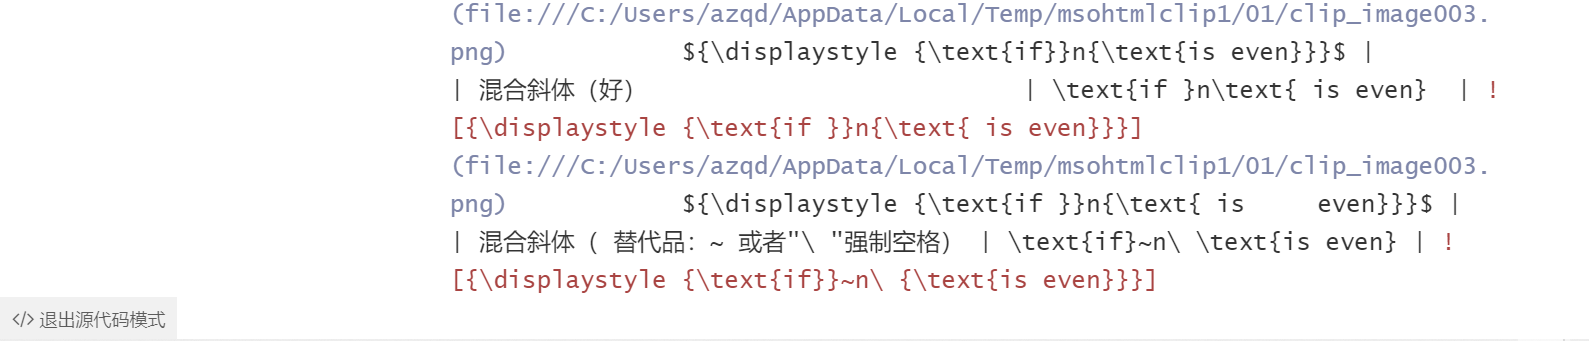 (file:///C:/Users/azqd/AppData/Local/Temp/msohtmlclip1/01/clip_image003.
png)            ${\displaystyle {\text{if}}n{\text{is even}}}$ |
| 混合斜体（好）                          | \text{if }n\text{ is even}  | !
[{\displaystyle {\text{if }}n{\text{ is even}}}]
(file:///C:/Users/azqd/AppData/Local/Temp/msohtmlclip1/01/clip_image003.
png)            ${\displaystyle {\text{if }}n{\text{ is     even}}}$ |
| 混合斜体（ 替代品：~ 或者"\ "强制空格） | \text{if}~n\ \text{is even} | !
[{\displaystyle {\text{if}}~n\ {\text{is even}}}]
</> 退出源代码模式